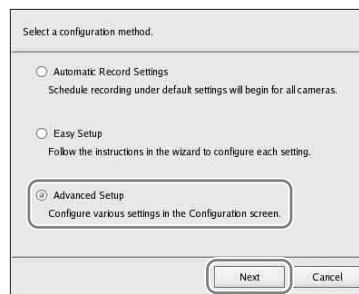 Select a configuration method.
Automatic Record Settings
Schedule recording under default settings will begin for all cameras.
Easy Setup
Follow the instructions in the wizard to configure each setting.
Advanced Setup
Configure various settings in the Configuration screen.
Next
Cancel